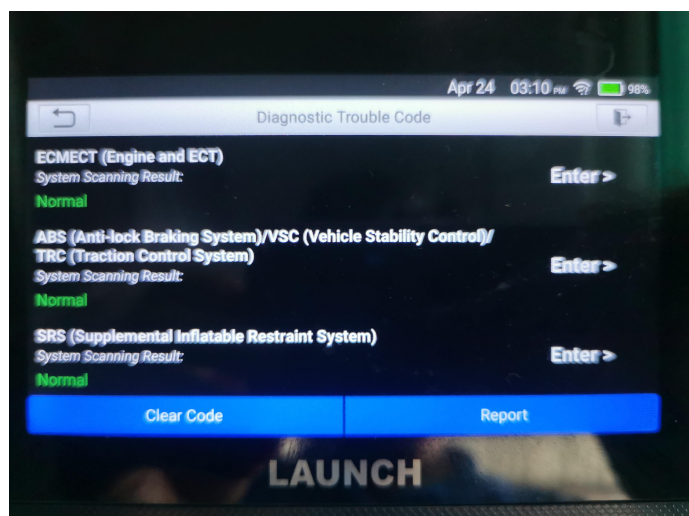 Apr 24 03:10 PM 98%
Diagnostic Trouble Code
ECMECT (Engine and ECT)
System Scanning Result:
Enter >
Normal
ABS (Anti-lock Braking System)/VSC (Vehicle Stability Control)/
TRC (Traction Control System)
System Scanning Result:
Enter >
Normal
SRS (Supplemental Inflatable Restraint System)
System Scanning Result:
Enter >
Normal
Clear Code Report
LAUNCH